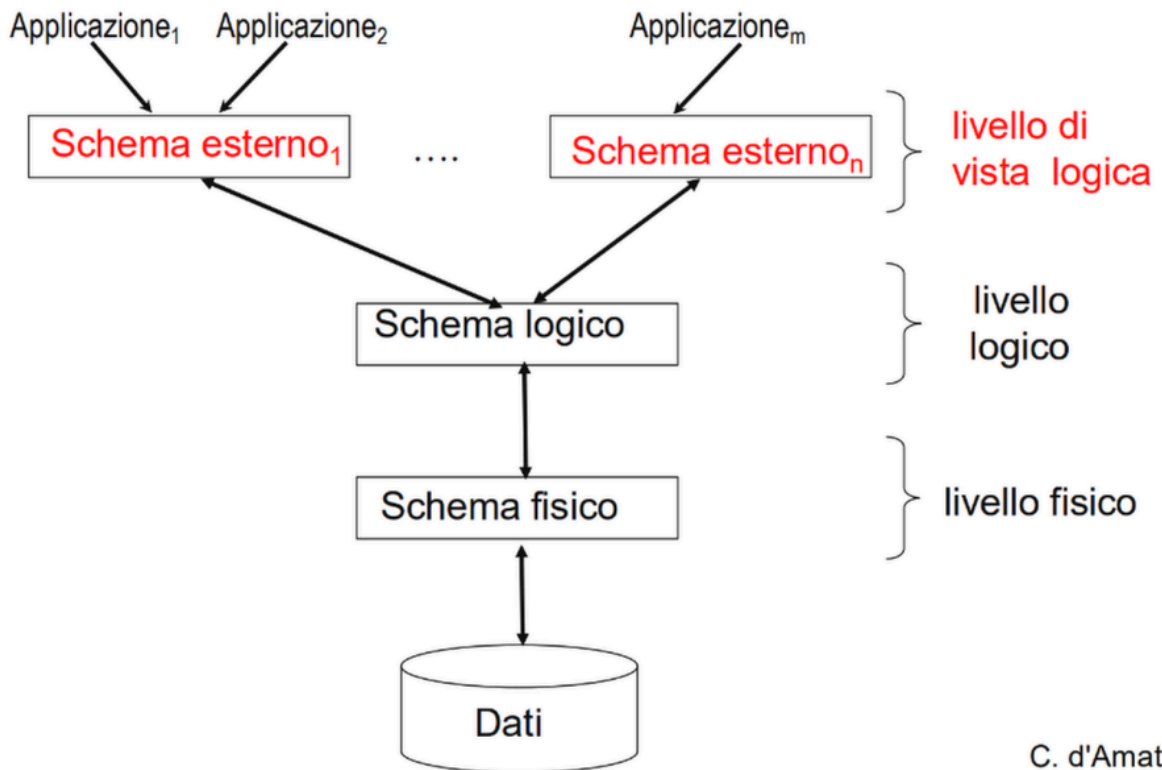 Applicazione₁ Applicazione₂ Applicazioneₘ
Schema esterno₁ .... Schema esternoₙ
livello di
vista logica
Schema logico
livello
logico
Schema fisico
livello fisico
Dati
C. d'Amat